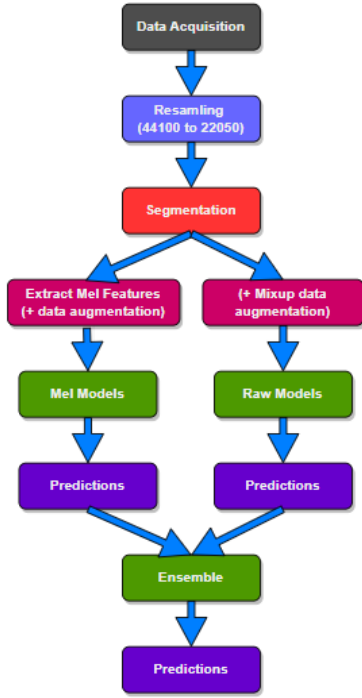 Data Acquisition
Resamling
(44100 to 22050)
Segmentation
Extract Mel Features
(+ data augmentation)
(+ Mixup data
augmentation)
Mel Models
Raw Models
Predictions
Predictions
Ensemble
Predictions